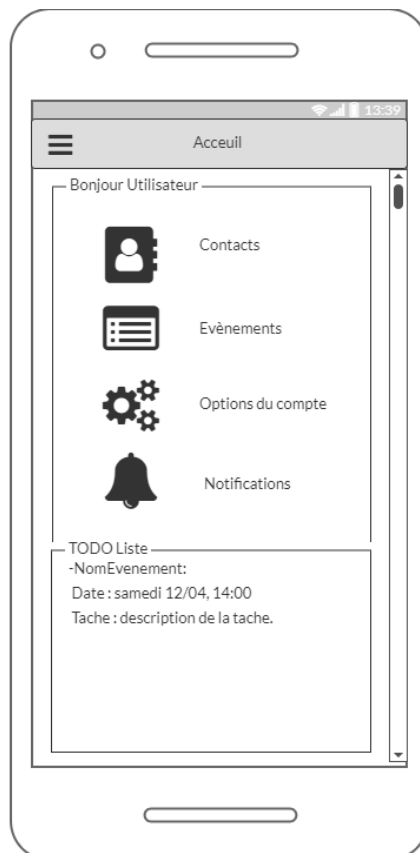 13:39
Acceuil
Bonjour Utilisateur
Contacts
Evènements
Options du compte
Notifications
TODO Liste
-NomEvenement:
Date : samedi 12/04, 14:00
Tache : description de la tache.